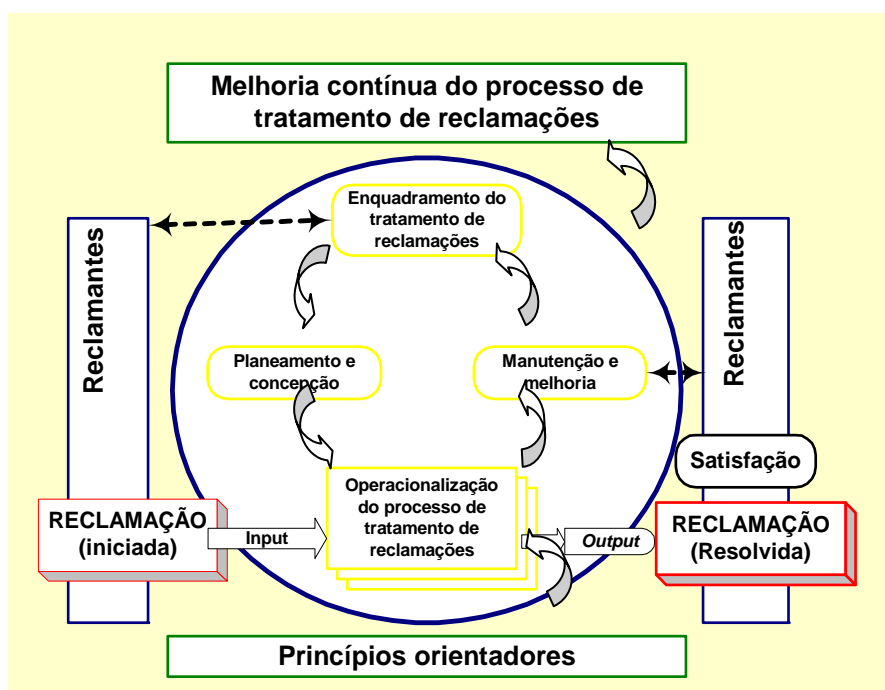 Melhoria contínua do processo de
tratamento de reclamações
Enquadramento do
tratamento de
reclamações
Reclamantes
Reclamantes
Planeamento e
concepção
Manutenção e
melhoria
Satisfação
Operacionalização
do processo de
tratamento de
reclamações
RECLAMAÇÃO
(iniciada)
Input
Output
RECLAMAÇÃO
(Resolvida)
Princípios orientadores